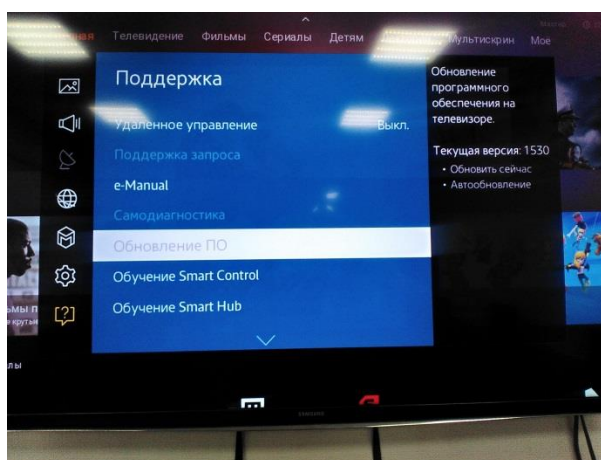 Телевидение Фильмы Сериалы Детям Мультискрин Мое
Поддержка
Удаленное управление Выкл.
Поддержка запроса
e-Manual
Самодиагностика
Обновление ПО
Обучение Smart Control
Обучение Smart Hub
Обновление
программного
обеспечения на
телевизоре.
Текущая версия: 1530
• Обновить сейчас
• Автообновление
[?]
SAMSUNG